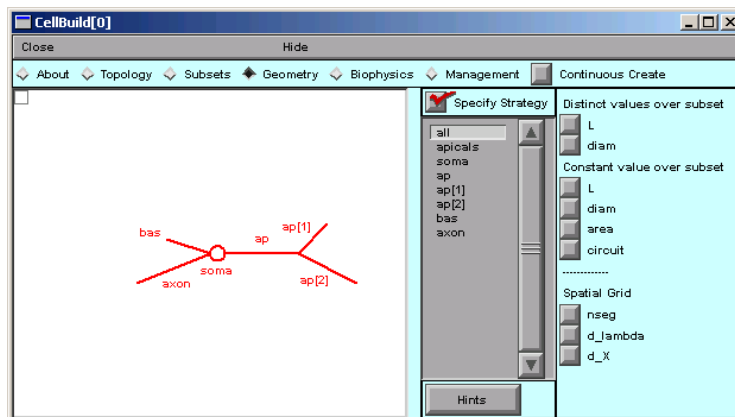 CellBuild[0]
Close Hide
About Topology Subsets Geometry Biophysics Management Continuous Create
Specify Strategy
all
apicals
soma
ap
ap[1]
ap[2]
bas
axon
Hints
Distinct values over subset
L
diam
Constant value over subset
L
diam
area
circuit
-------------
Spatial Grid
nseg
d_lambda
d_X
ap[1]
bas
ap
soma
axon
ap[2]